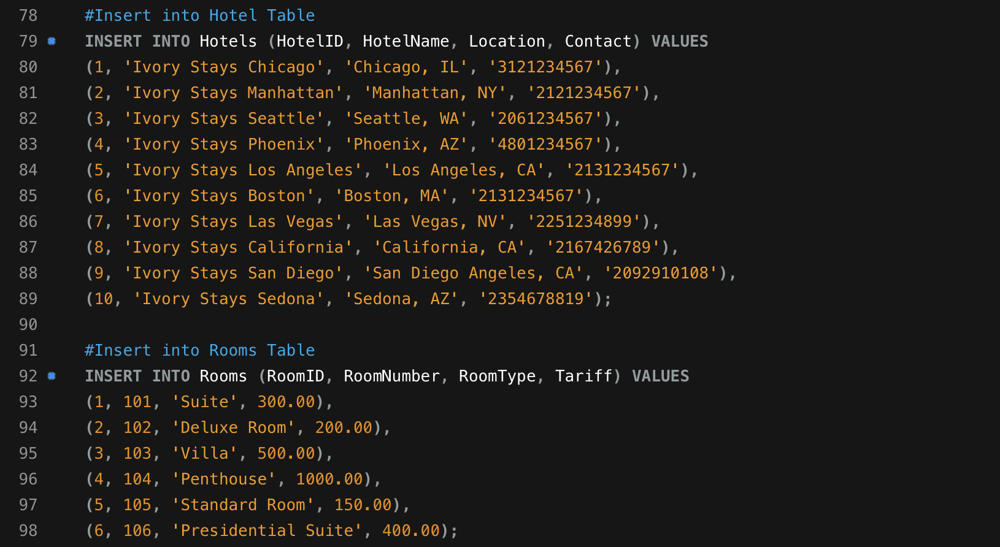 78 #Insert into Hotel Table
79 INSERT INTO Hotels (HotelID, HotelName, Location, Contact) VALUES
80 (1, 'Ivory Stays Chicago', 'Chicago, IL', '3121234567'),
81 (2, 'Ivory Stays Manhattan', 'Manhattan, NY', '2121234567'),
82 (3, 'Ivory Stays Seattle', 'Seattle, WA', '2061234567'),
83 (4, 'Ivory Stays Phoenix', 'Phoenix, AZ', '4801234567'),
84 (5, 'Ivory Stays Los Angeles', 'Los Angeles, CA', '2131234567'),
85 (6, 'Ivory Stays Boston', 'Boston, MA', '2131234567'),
86 (7, 'Ivory Stays Las Vegas', 'Las Vegas, NV', '2251234899'),
87 (8, 'Ivory Stays California', 'California, CA', '2167426789'),
88 (9, 'Ivory Stays San Diego', 'San Diego Angeles, CA', '2092910108'),
89 (10, 'Ivory Stays Sedona', 'Sedona, AZ', '2354678819');
90
91 #Insert into Rooms Table
92 INSERT INTO Rooms (RoomID, RoomNumber, RoomType, Tariff) VALUES
93 (1, 101, 'Suite', 300.00),
94 (2, 102, 'Deluxe Room', 200.00),
95 (3, 103, 'Villa', 500.00),
96 (4, 104, 'Penthouse', 1000.00),
97 (5, 105, 'Standard Room', 150.00),
98 (6, 106, 'Presidential Suite', 400.00);